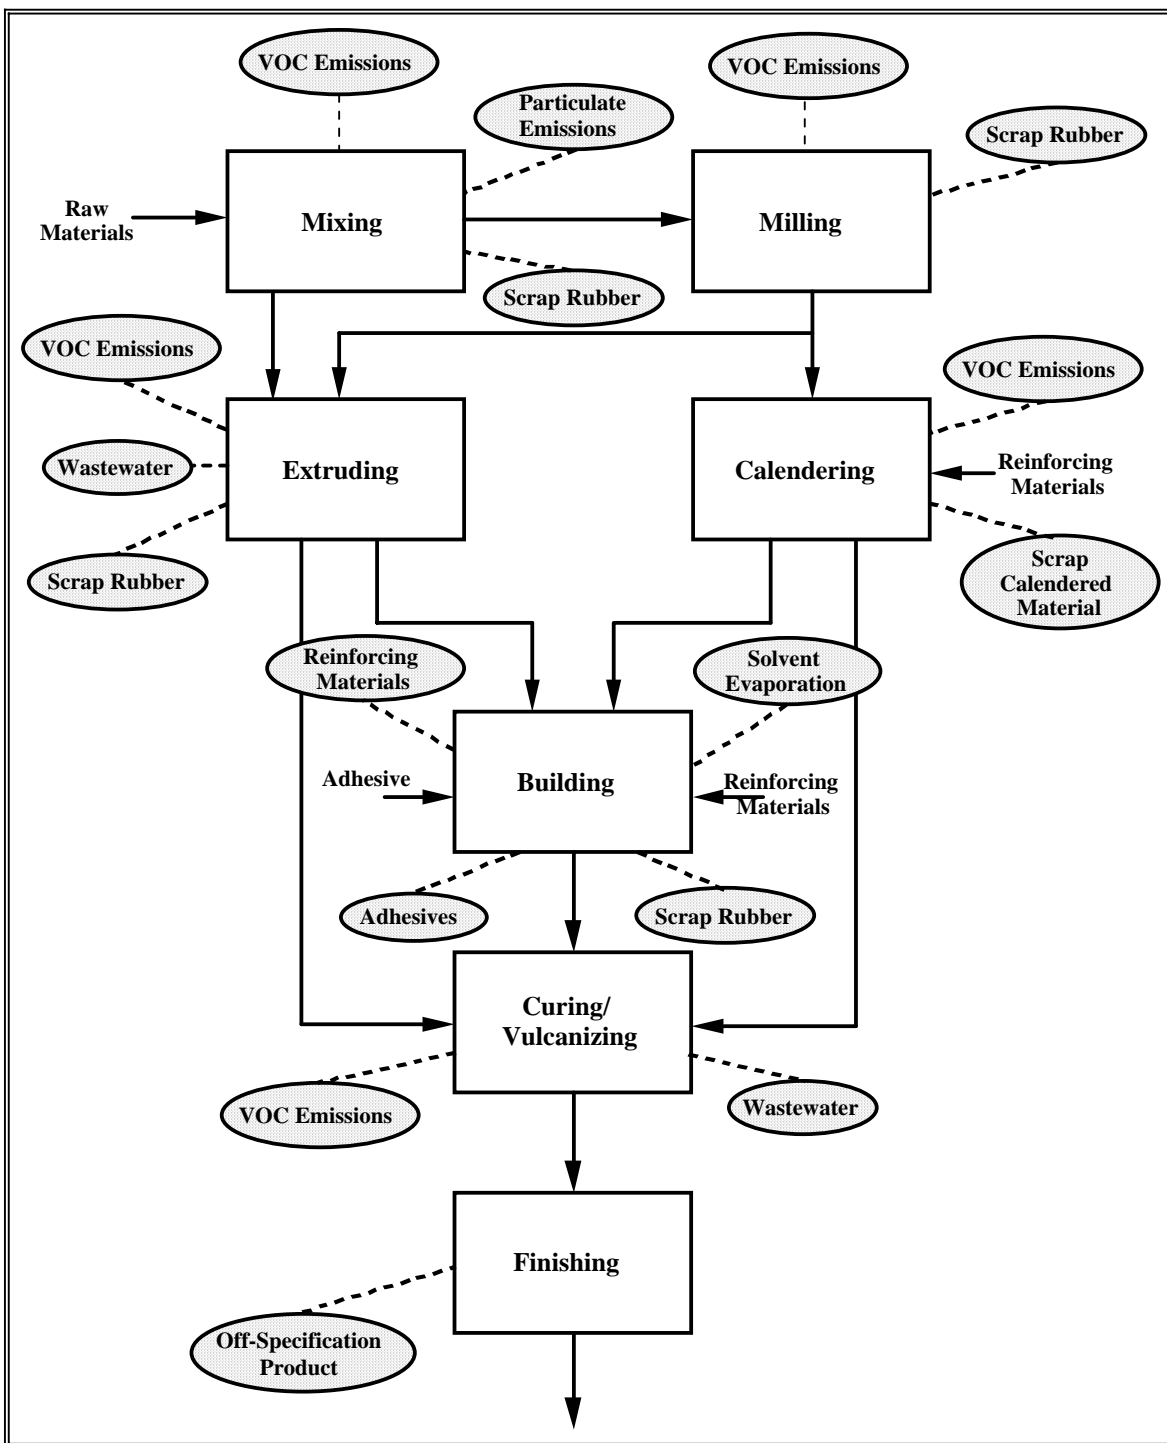 VOC Emissions
VOC Emissions
Particulate
Emissions
Scrap Rubber
Raw
Materials
Mixing
Milling
Scrap Rubber
VOC Emissions
VOC Emissions
Wastewater
Extruding
Calendering
Reinforcing
Materials
Scrap Rubber
Scrap
Calendered
Material
Reinforcing
Materials
Solvent
Evaporation
Adhesive
Building
Reinforcing
Materials
Adhesives
Scrap Rubber
Curing/
Vulcanizing
VOC Emissions
Wastewater
Finishing
Off-Specification
Product